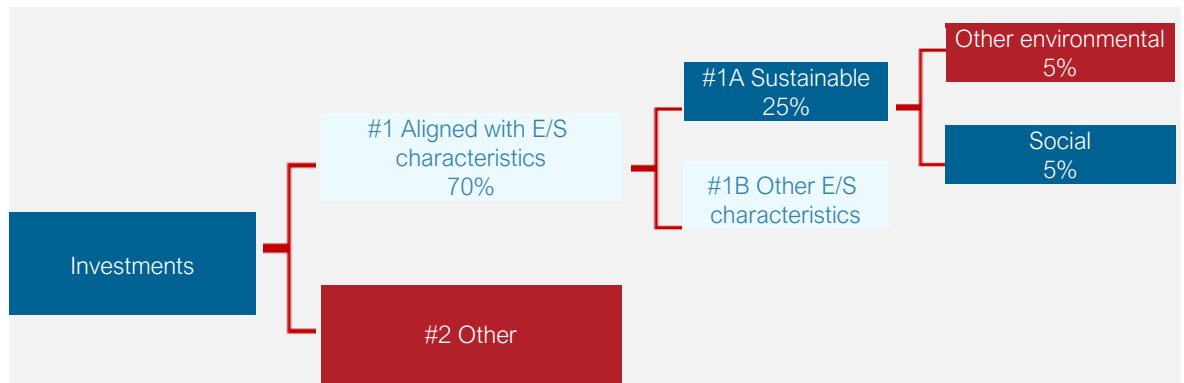 Investments
#1 Aligned with E/S
characteristics
70%
#2 Other
#1A Sustainable
25%
#1B Other E/S
characteristics
Other environmental
5%
Social
5%